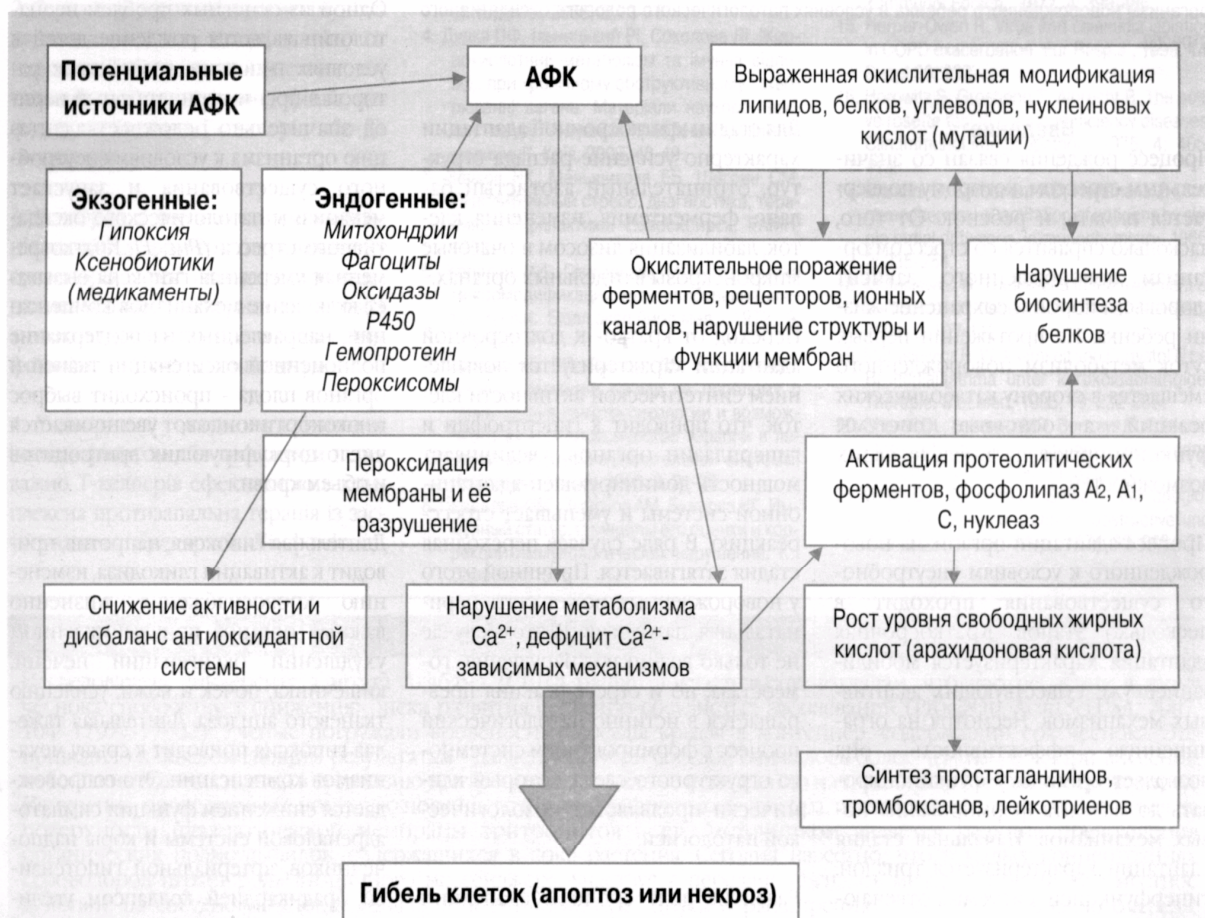 Потенциальные
источники АФК
АФК
Выраженная окислительная модификация
липидов, белков, углеводов, нуклеиновых
кислот (мутации)
Экзогенные:
Гипоксия
Ксенобиотики
(медикаменты)
Эндогенные:
Митохондрии
Фагоциты
Оксидазы
P450
Гемопротеин
Пероксисомы
Окислительное поражение
ферментов, рецепторов, ионных
каналов, нарушение структуры и
функции мембран
Нарушение
биосинтеза
белков
Пероксидация
мембраны и её
разрушение
Активация протеолитических
ферментов, фосфолипаз А2, А1,
С, нуклеаз
Снижение активности и
дисбаланс антиоксидантной
системы
Нарушение метаболизма
Ca2+, дефицит Ca2+-
зависимых механизмов
Рост уровня свободных жирных
кислот (арахидоновая кислота)
Синтез простагландинов,
тромбоксанов, лейкотриенов
Гибель клеток (апоптоз или некроз)